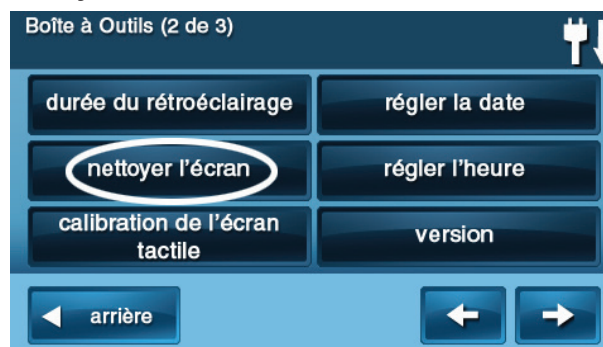 Boîte à Outils (2 de 3)
durée du rétroéclairage
régler la date
nettoyer l'écran
régler l'heure
calibration de l'écran
tactile
version
arrière